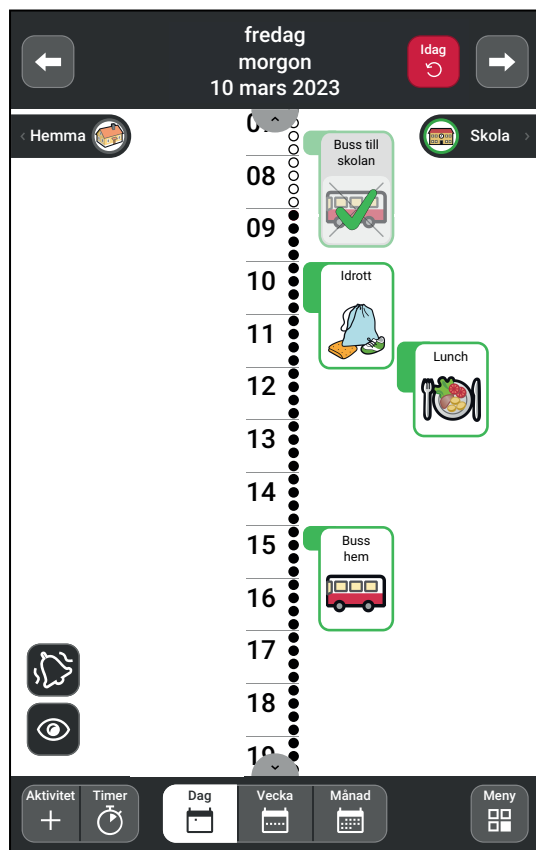 fredag
morgon
10 mars 2023
Idag
Hemma
Skola
Buss till
skolan
08
09
10
Idrott
11
Lunch
12
13
14
15
Buss
hem
16
17
18
19
Aktivitet
Timer
Dag
Vecka
Månad
Meny